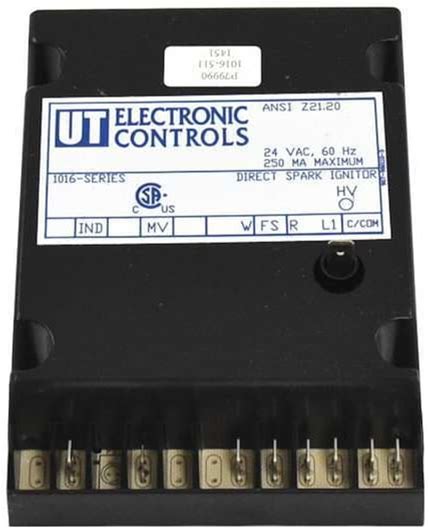 P79990
1016-511
1451
UT ELECTRONIC CONTROLS
ANSI Z21.20
24 VAC, 60 Hz
250 MA MAXIMUM
1016-SERIES
DIRECT SPARK IGNITOR
HV
C US
IND MV W FS R L1 C/COM